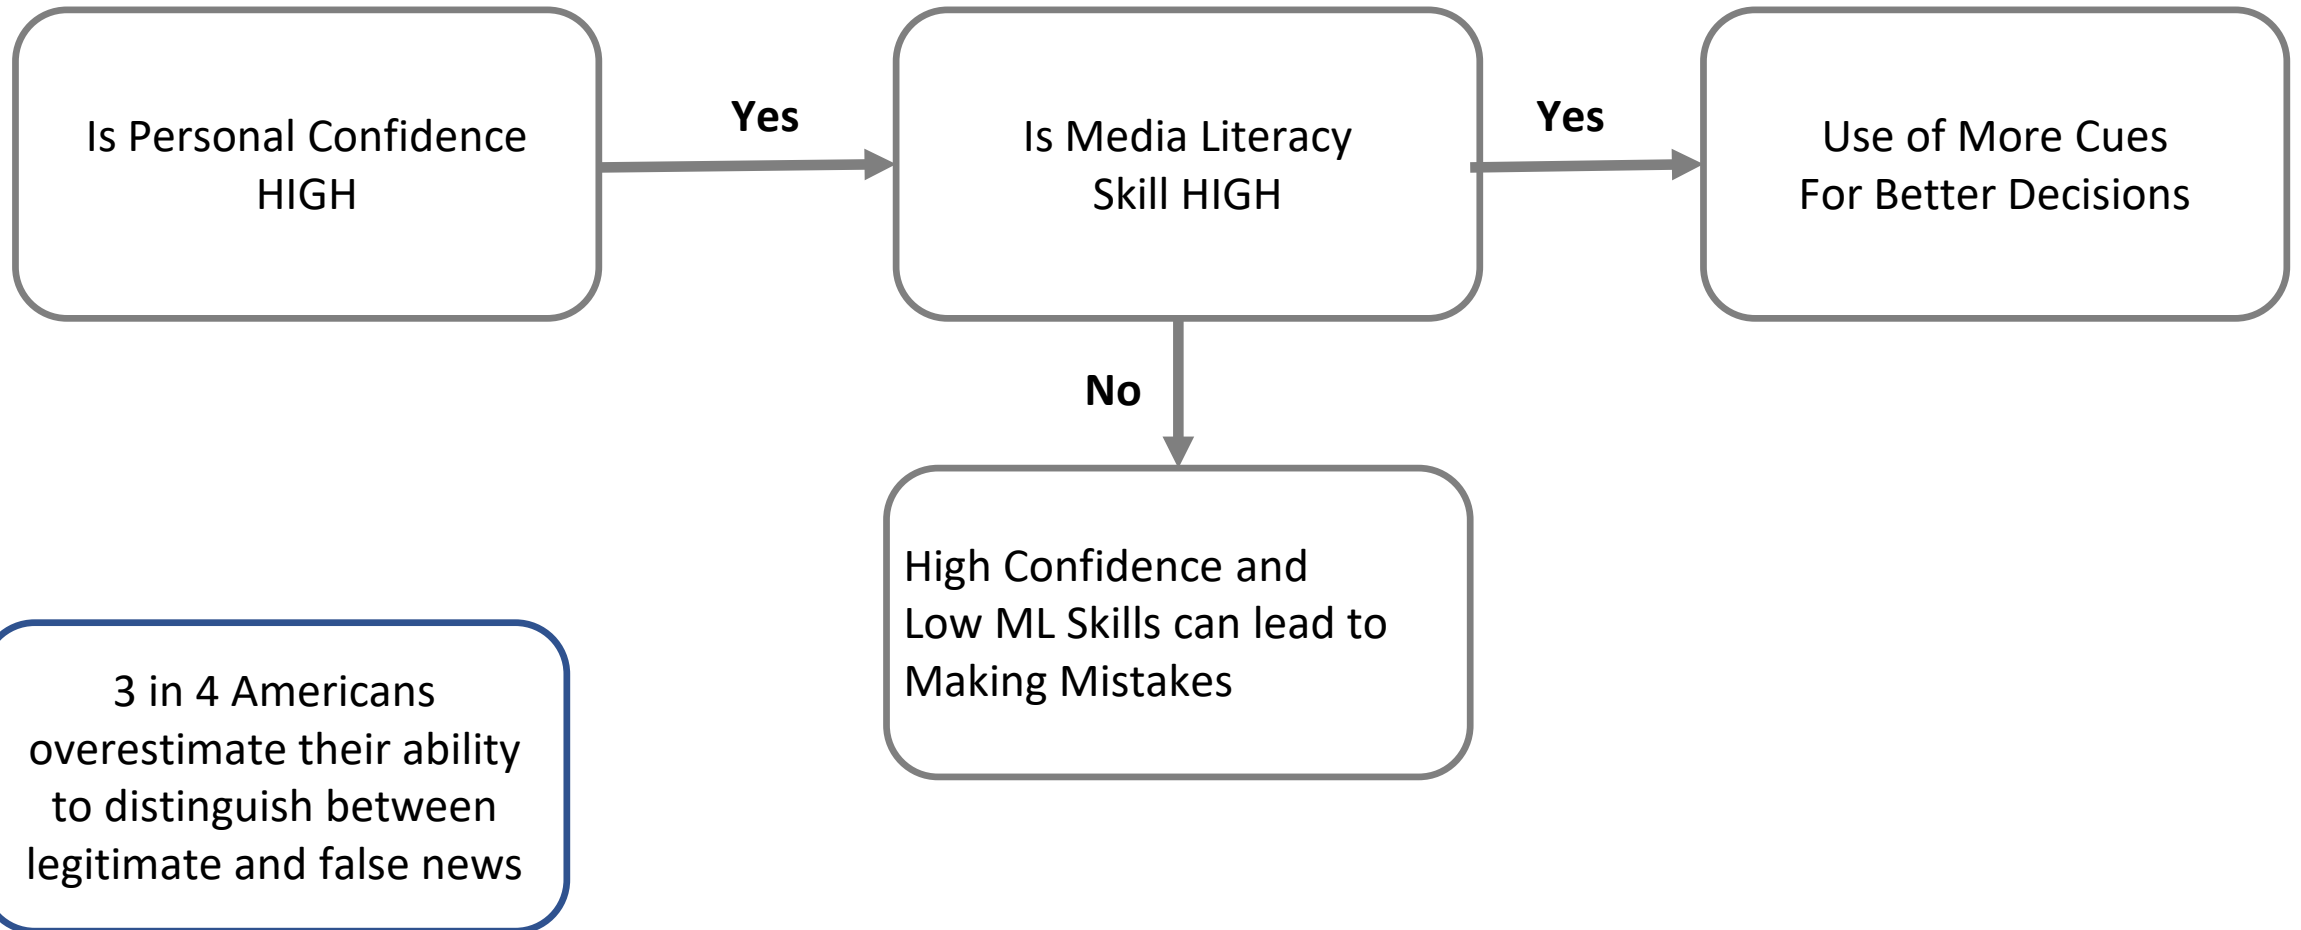 Is Personal Confidence
HIGH
Yes
Is Media Literacy
Skill HIGH
Yes
Use of More Cues
For Better Decisions
No
High Confidence and
Low ML Skills can lead to
Making Mistakes
3 in 4 Americans
overestimate their ability
to distinguish between
legitimate and false news